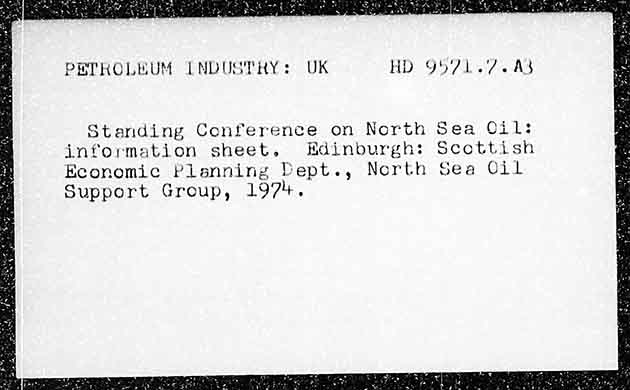 PETROLEUM INDUSTRY: UK HD 9571.7.A3
Standing Conference on North Sea Oil:
information sheet. Edinburgh: Scottish
Economic Planning Dept., North Sea Oil
Support Group, 1974.